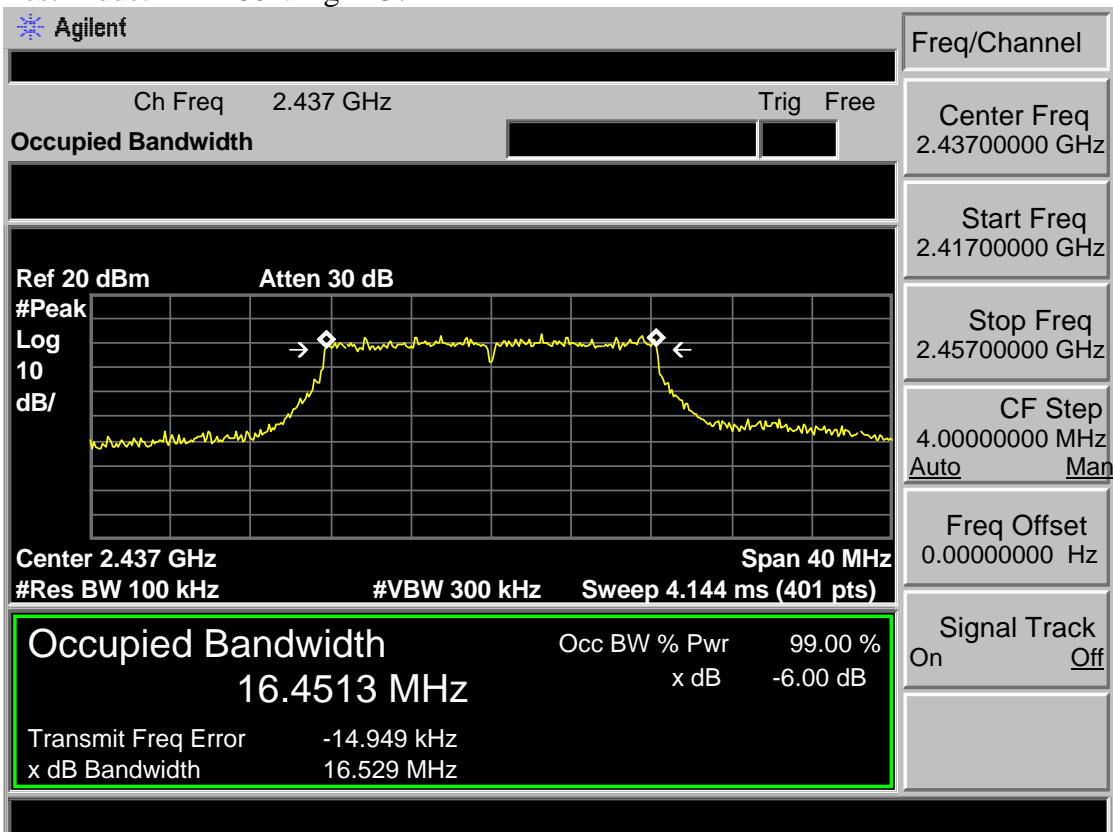 Agilent
Freq/Channel
Ch Freq 2.437 GHz Trig Free
Occupied Bandwidth
Center Freq
2.43700000 GHz
Start Freq
2.41700000 GHz
Stop Freq
2.45700000 GHz
CF Step
4.00000000 MHz
Auto Man
Freq Offset
0.00000000 Hz
Signal Track
On Off
Ref 20 dBm Atten 30 dB
#Peak
Log
10
dB/
Center 2.437 GHz Span 40 MHz
#Res BW 100 kHz #VBW 300 kHz Sweep 4.144 ms (401 pts)
Occupied Bandwidth Occ BW % Pwr 99.00 %
16.4513 MHz x dB -6.00 dB
Transmit Freq Error -14.949 kHz
x dB Bandwidth 16.529 MHz